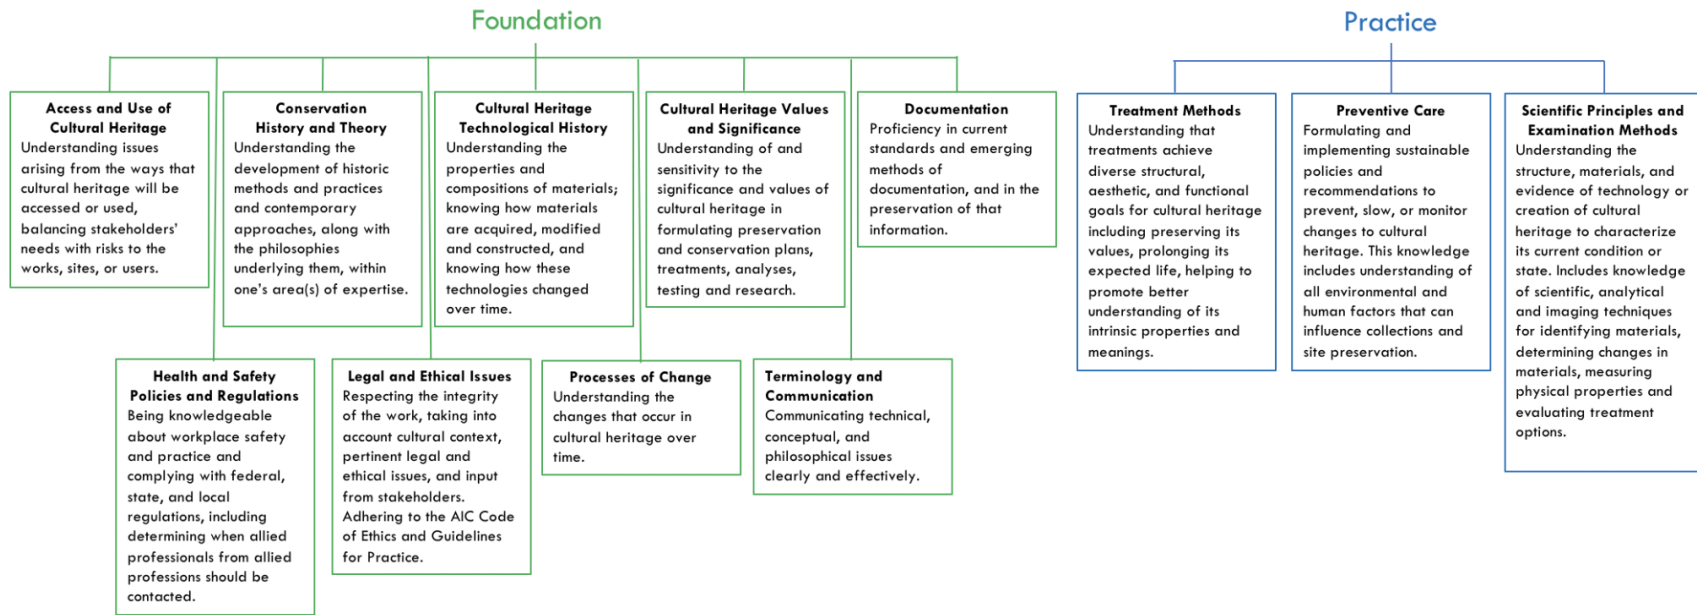 Foundation
Access and Use of
Cultural Heritage
Understanding issues
arising from the ways that
cultural heritage will be
accessed or used,
balancing stakeholders’
needs with risks to the
works, sites, or users.
Conservation
History and Theory
Understanding the
development of historic
methods and practices
and contemporary
approaches, along with
the philosophies
underlying them, within
one’s area(s) of expertise.
Cultural Heritage
Technological History
Understanding the
properties and
compositions of materials;
knowing how materials
are acquired, modified
and constructed, and
knowing how these
technologies changed
over time.
Cultural Heritage Values
and Significance
Understanding of and
sensitivity to the
significance and values of
cultural heritage in
formulating preservation
and conservation plans,
treatments, analyses,
testing and research.
Documentation
Proficiency in current
standards and emerging
methods of
documentation, and in the
preservation of that
information.
Health and Safety
Policies and Regulations
Being knowledgeable
about workplace safety
and practice and
complying with federal,
state, and local
regulations, including
determining when allied
professionals from allied
professions should be
contacted.
Legal and Ethical Issues
Respecting the integrity
of the work, taking into
account cultural context,
pertinent legal and
ethical issues, and input
from stakeholders.
Adhering to the AIC Code
of Ethics and Guidelines
for Practice.
Processes of Change
Understanding the
changes that occur in
cultural heritage over
time.
Terminology and
Communication
Communicating technical,
conceptual, and
philosophical issues
clearly and effectively.
Practice
Treatment Methods
Understanding that
treatments achieve
diverse structural,
aesthetic, and functional
goals for cultural heritage
including preserving its
values, prolonging its
expected life, helping to
promote better
understanding of its
intrinsic properties and
meanings.
Preventive Care
Formulating and
implementing sustainable
policies and
recommendations to
prevent, slow, or monitor
changes to cultural
heritage. This knowledge
includes understanding of
all environmental and
human factors that can
influence collections and
site preservation.
Scientific Principles and
Examination Methods
Understanding the
structure, materials, and
evidence of technology or
creation of cultural
heritage to characterize
its current condition or
state. Includes knowledge
of scientific, analytical
and imaging techniques
for identifying materials,
determining changes in
materials, measuring
physical properties and
evaluating treatment
options.